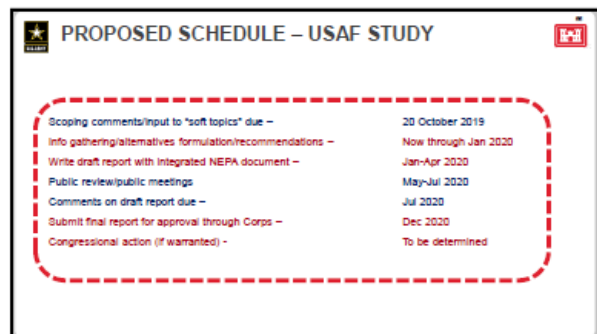 PROPOSED SCHEDULE – USAF STUDY
Scoping comments/input to "soft topics" due – 20 October 2019
Info gathering/alternatives formulation/recommendations – Now through Jan 2020
Write draft report with integrated NEPA document – Jan-Apr 2020
Public review/public meetings May-Jul 2020
Comments on draft report due – Jul 2020
Submit final report for approval through Corps – Dec 2020
Congressional action (if warranted) - To be determined